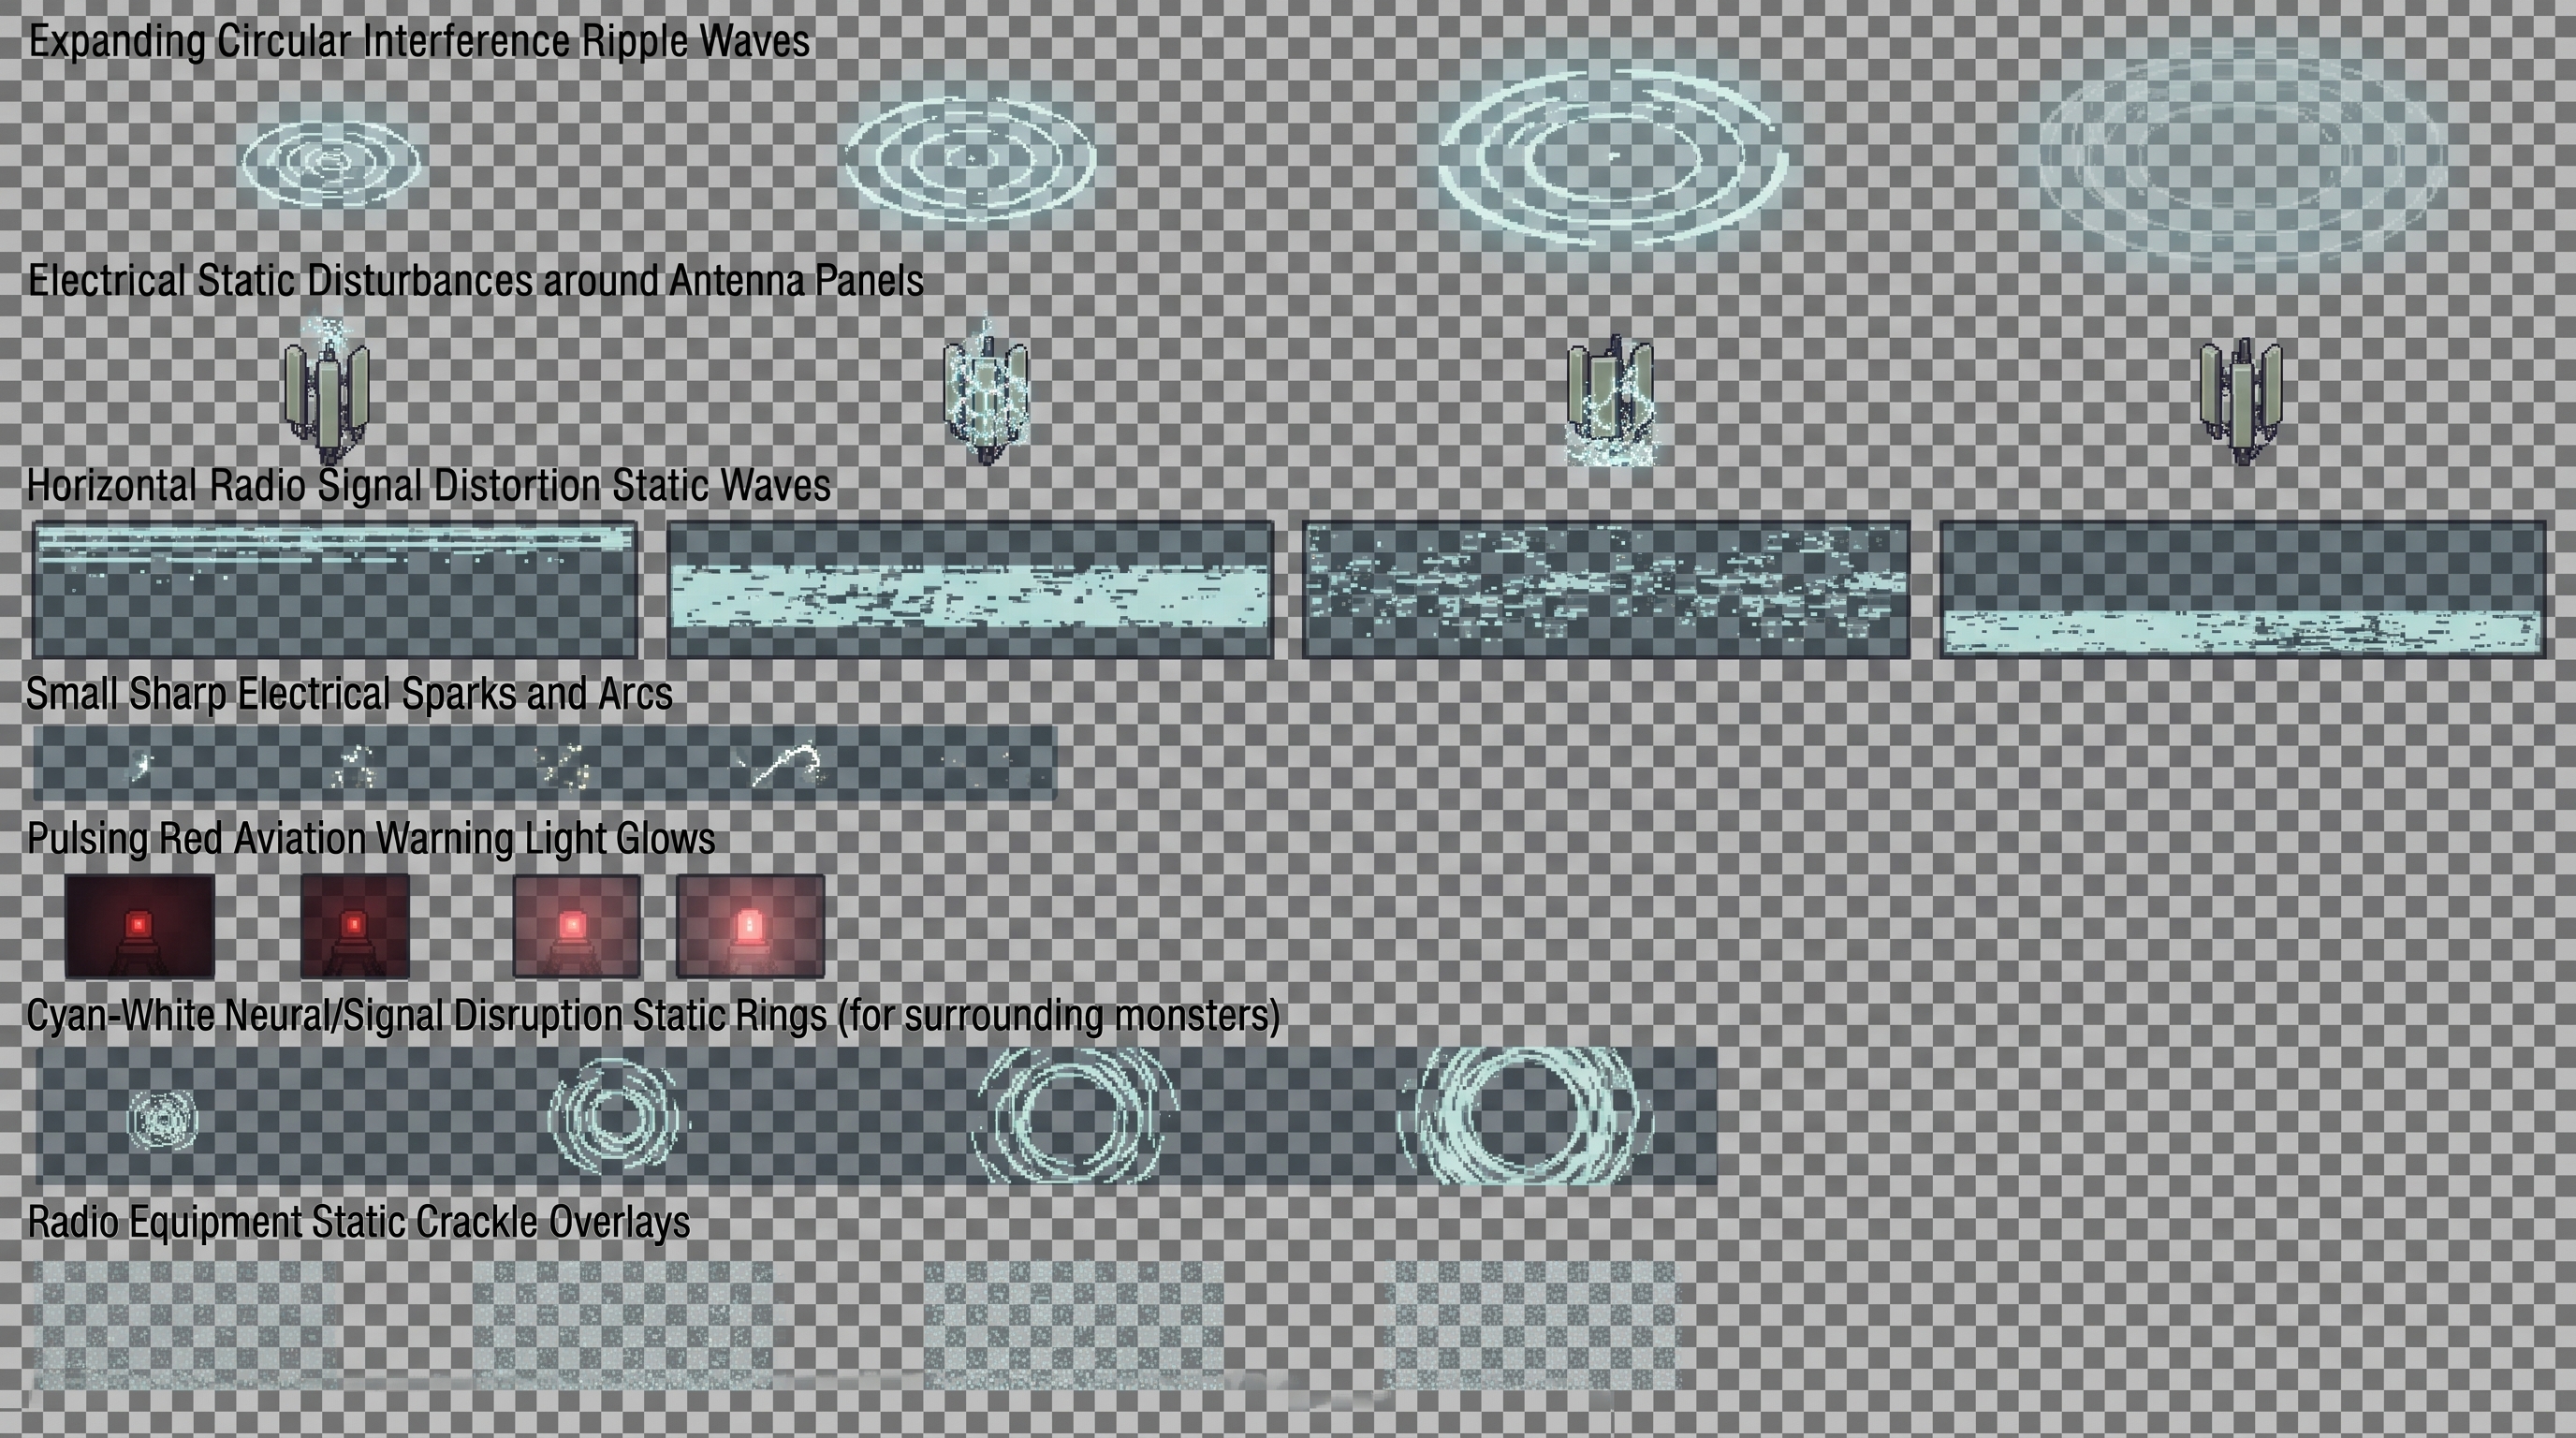 Expanding Circular Interference Ripple Waves
Electrical Static Disturbances around Antenna Panels
Horizontal Radio Signal Distortion Static Waves
Small Sharp Electrical Sparks and Arcs
Pulsing Red Aviation Warning Light Glows
Cyan-White Neural/Signal Disruption Static Rings (for surrounding monsters)
Radio Equipment Static Crackle Overlays